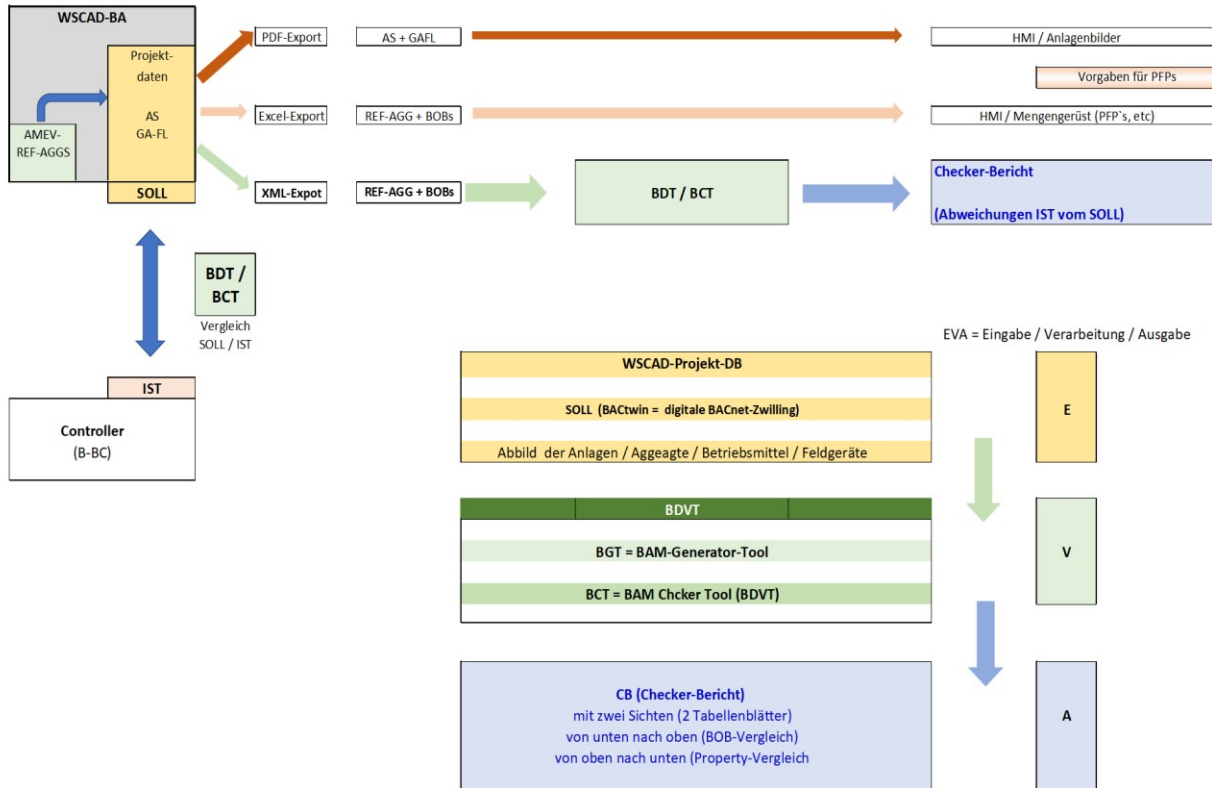 WSCAD-BA
Projekt-
daten
AS
GA-FL
AMEV-
REF-AGGS
SOLL
PDF-Export
AS + GAFL
HMI / Anlagenbilder
Vorgaben für PFPs
Excel-Export
REF-AGG + BOBs
HMI / Mengengerüst (PFP`s, etc)
XML-Expot
REF-AGG + BOBs
BDT / BCT
Checker-Bericht
(Abweichungen IST vom SOLL)
BDT /
BCT
Vergleich
SOLL / IST
IST
Controller
(B-BC)
EVA = Eingabe / Verarbeitung / Ausgabe
WSCAD-Projekt-DB
SOLL (BACtwin = digitale BACnet-Zwilling)
Abbild der Anlagen / Aggeagte / Betriebsmittel / Feldgeräte
E
BDVT
BGT = BAM-Generator-Tool
BCT = BAM Chcker Tool (BDVT)
V
CB (Checker-Bericht)
mit zwei Sichten (2 Tabellenblätter)
von unten nach oben (BOB-Vergleich)
von oben nach unten (Property-Vergleich
A